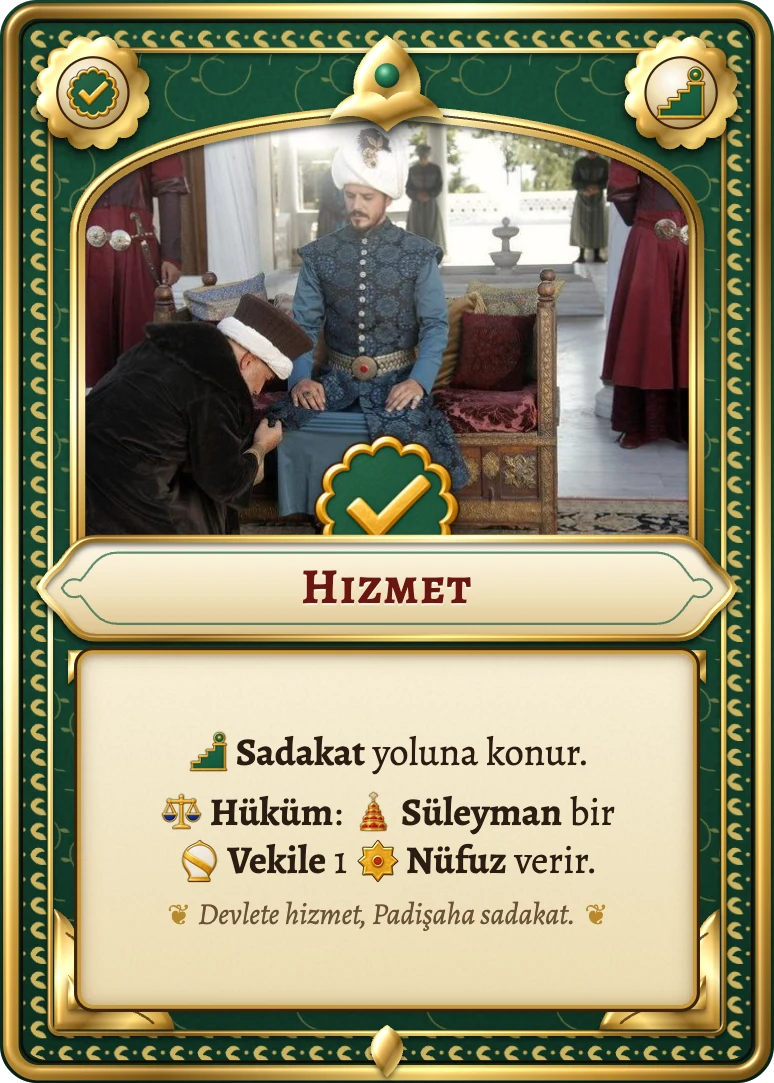 Hizmet
Sadakat yoluna konur.
Hüküm: Süleyman bir
Vekile 1 Nüfuz verir.
Devlete hizmet, Padişaha sadakat.